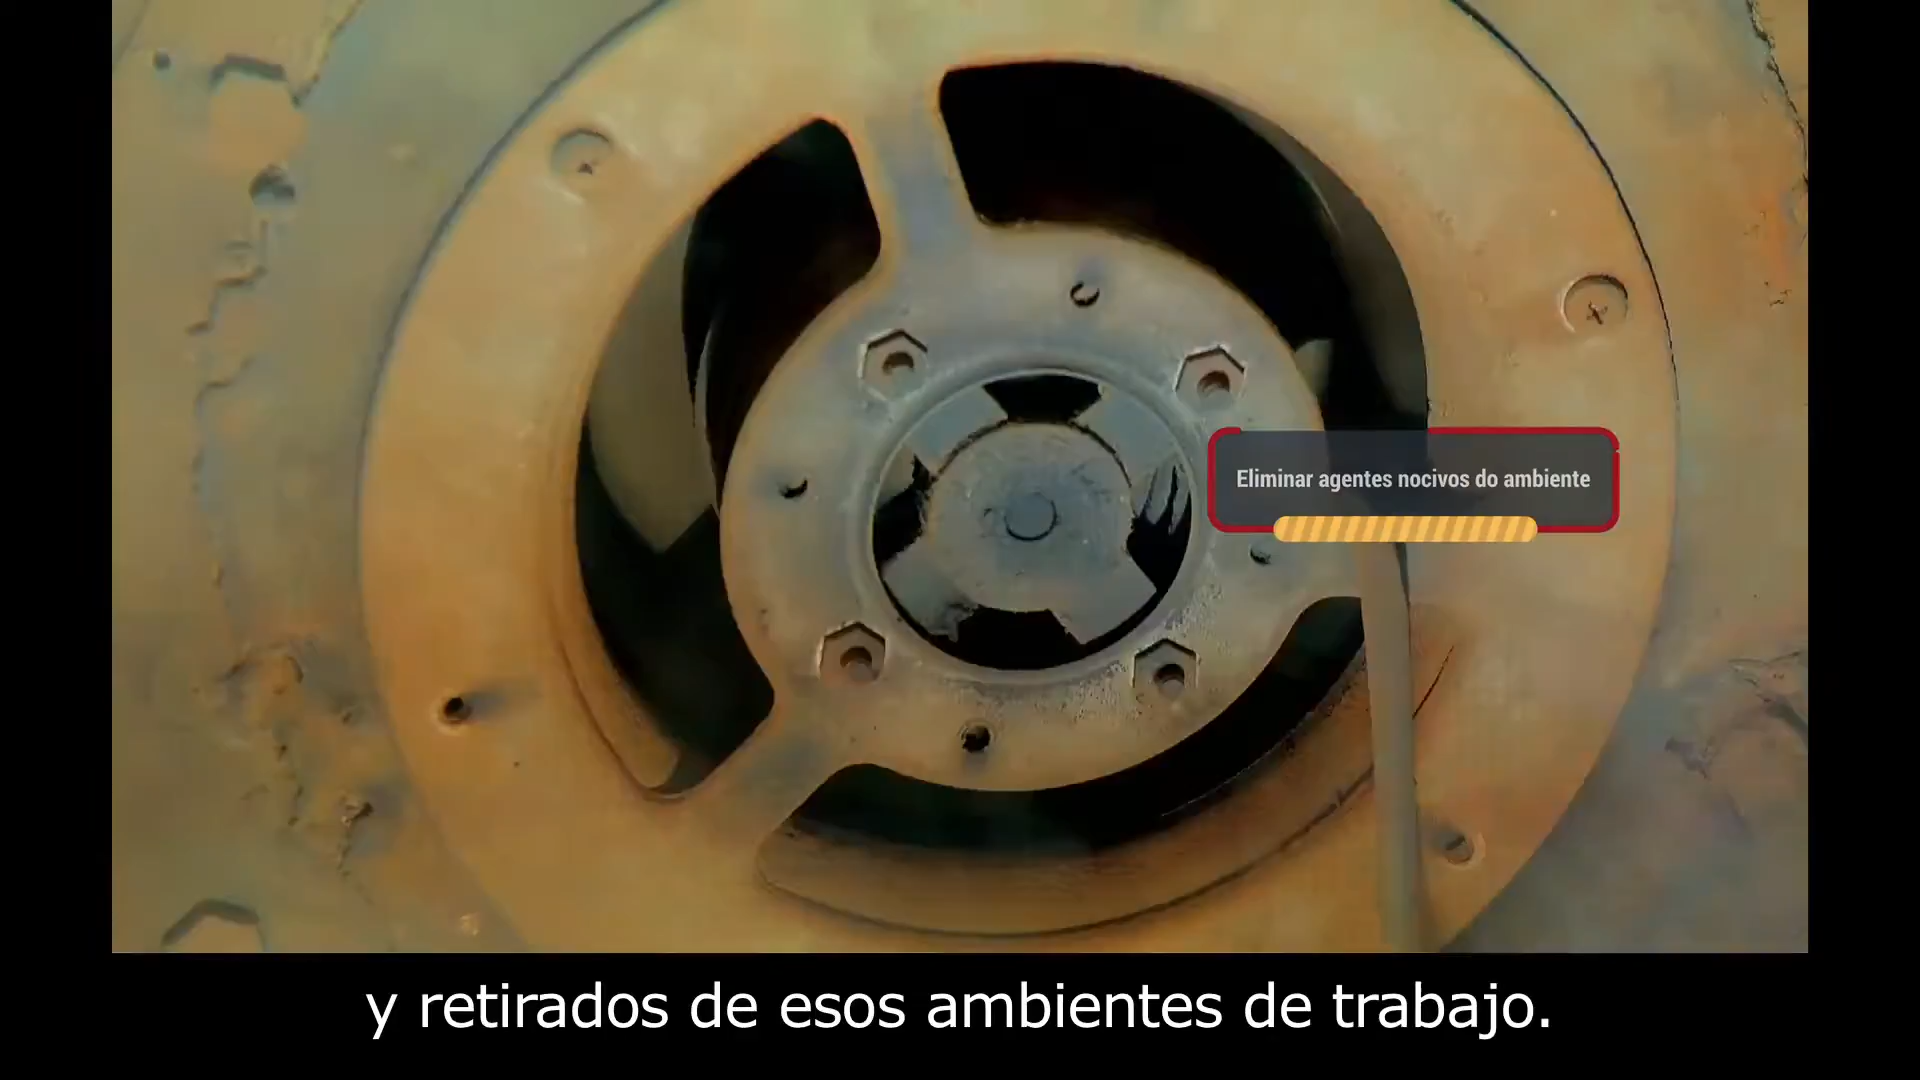 Eliminar agentes nocivos do ambiente
y retirados de esos ambientes de trabajo.